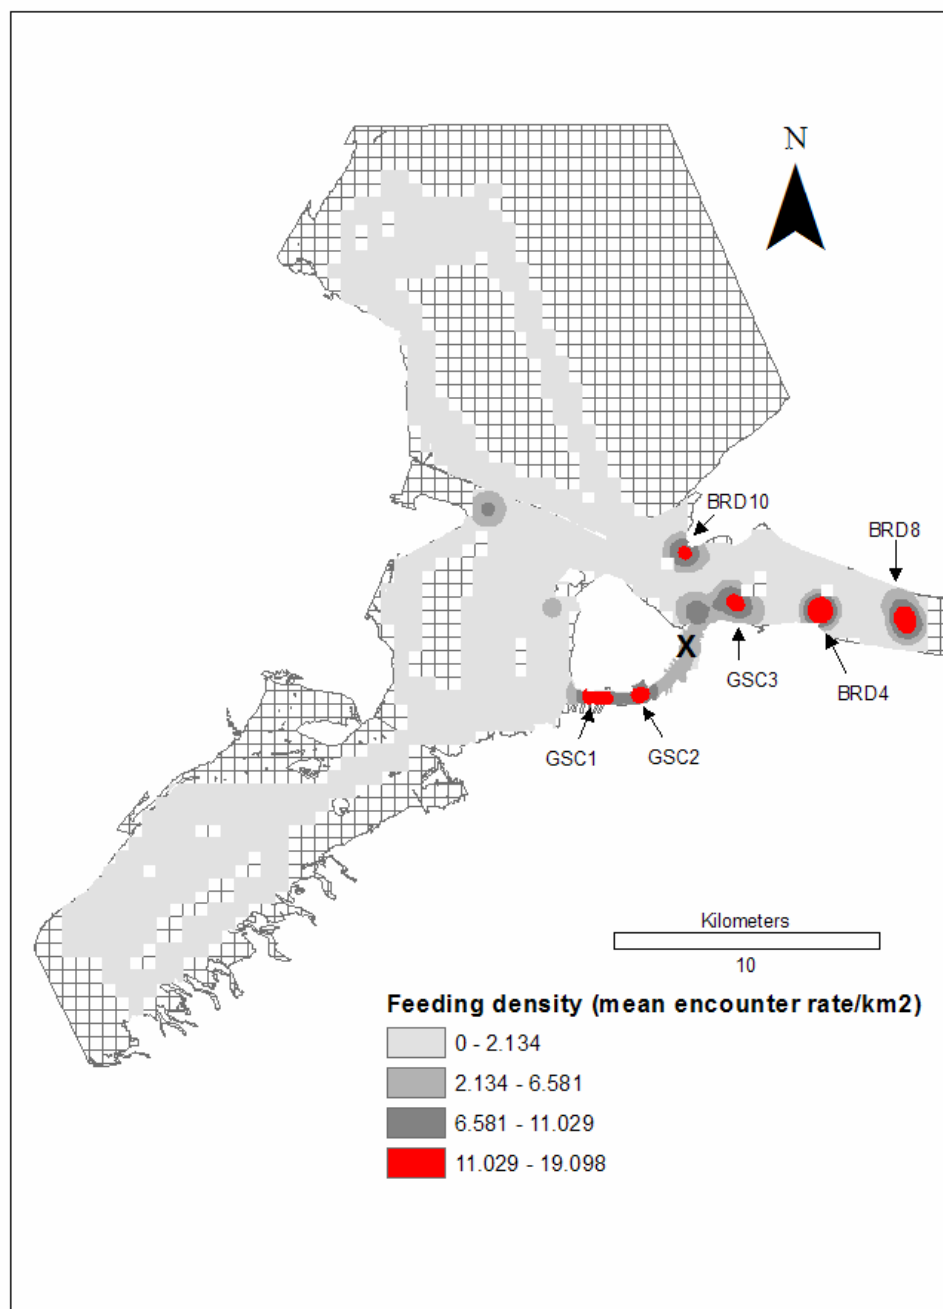 N
BRD10
BRD8
X
GSC3
BRD4
GSC1
GSC2
Kilometers
10
Feeding density (mean encounter rate/km2)
0 - 2.134
2.134 - 6.581
6.581 - 11.029
11.029 - 19.098